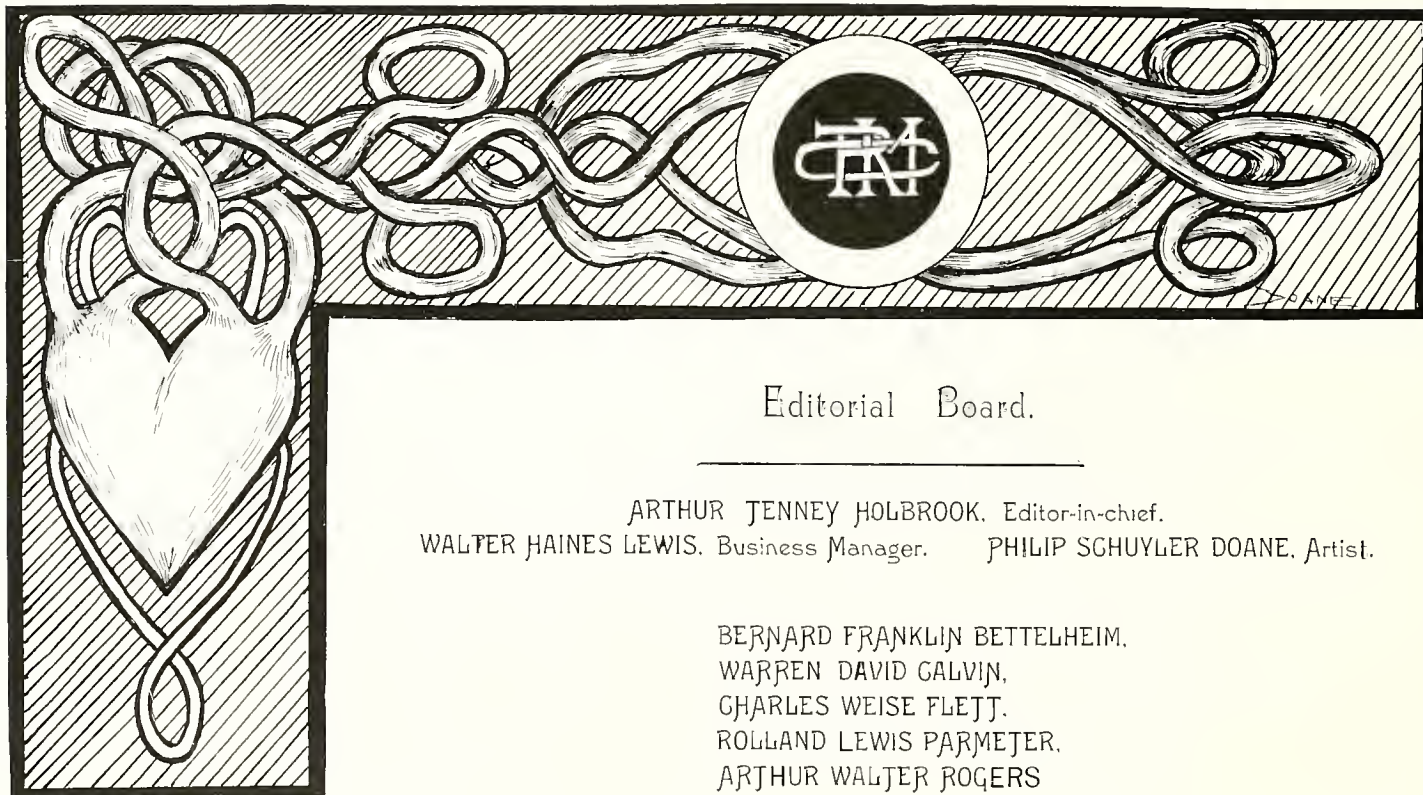 DOANE
Editorial Board.
ARTHUR TENNEY HOLBROOK, Editor-in-chief.
WALTER HAINES LEWIS, Business Manager. PHILIP SCHUYLER DOANE, Artist.
BERNARD FRANKLIN BETTELHEIM,
WARREN DAVID CALVIN,
CHARLES WEISE FLETT,
ROLLAND LEWIS PARMETER,
ARTHUR WALTER ROGERS